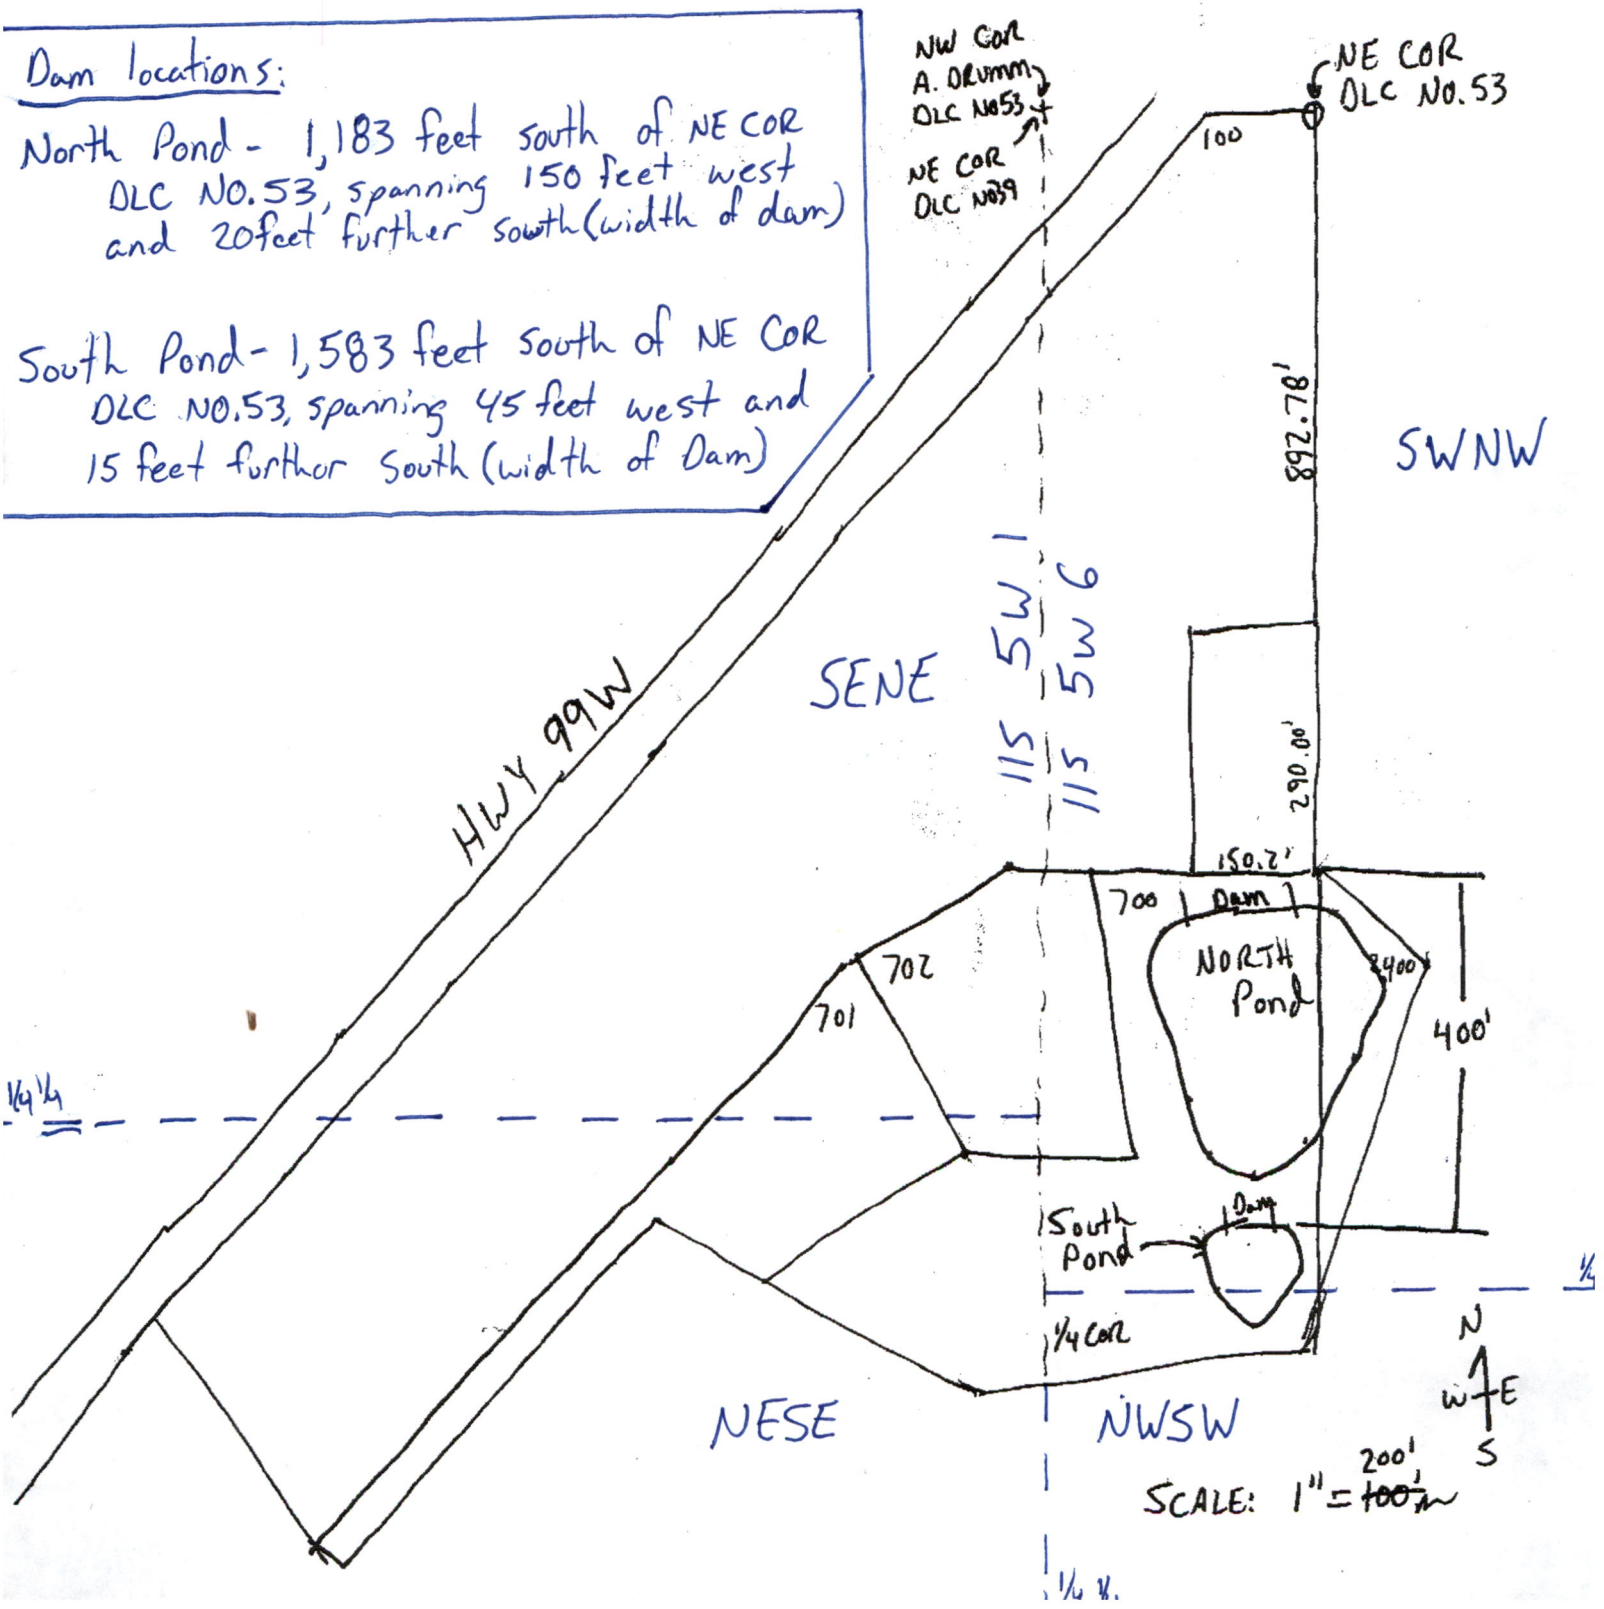 Dam locations:
North Pond - 1,183 feet south of NE COR
DLC NO.53, spanning 150 feet west
and 20 feet further south (width of dam)
South Pond - 1,583 feet south of NE COR
DLC NO.53, spanning 45 feet west and
15 feet further South (width of Dam)
NW COR
A. DRUMM
DLC No53
NE COR
DLC No39
NE COR
DLC NO.53
100
892.78'
SWNW
11S 5W 1
11S 5W 6
SENE
HWY 99W
290.00'
150.2'
700
Dam
702
NORTH
Pond
2400
701
400'
1/4 1/4
South
Pond
Dam
1/4
1/4 COR
NESE
NWSW
N
W E
S
200'
SCALE: 1" = 100'
1/4 1/